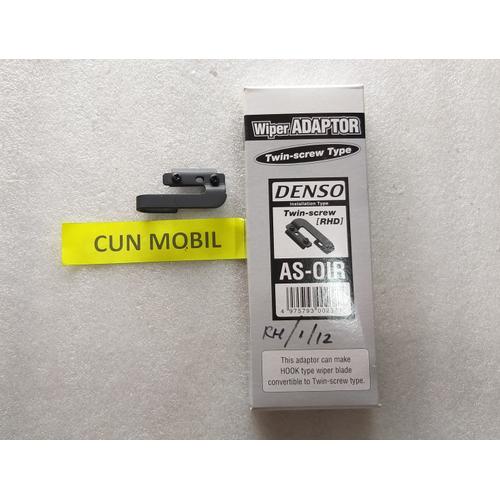 CUN MOBIL
Wiper ADAPTOR
Twin-screw Type
DENSO
Installation Type
Twin-screw
[RHD]
AS-01R
RH/1/12
This adaptor can make
HOOK type wiper blade
convertible to Twin-screw type.